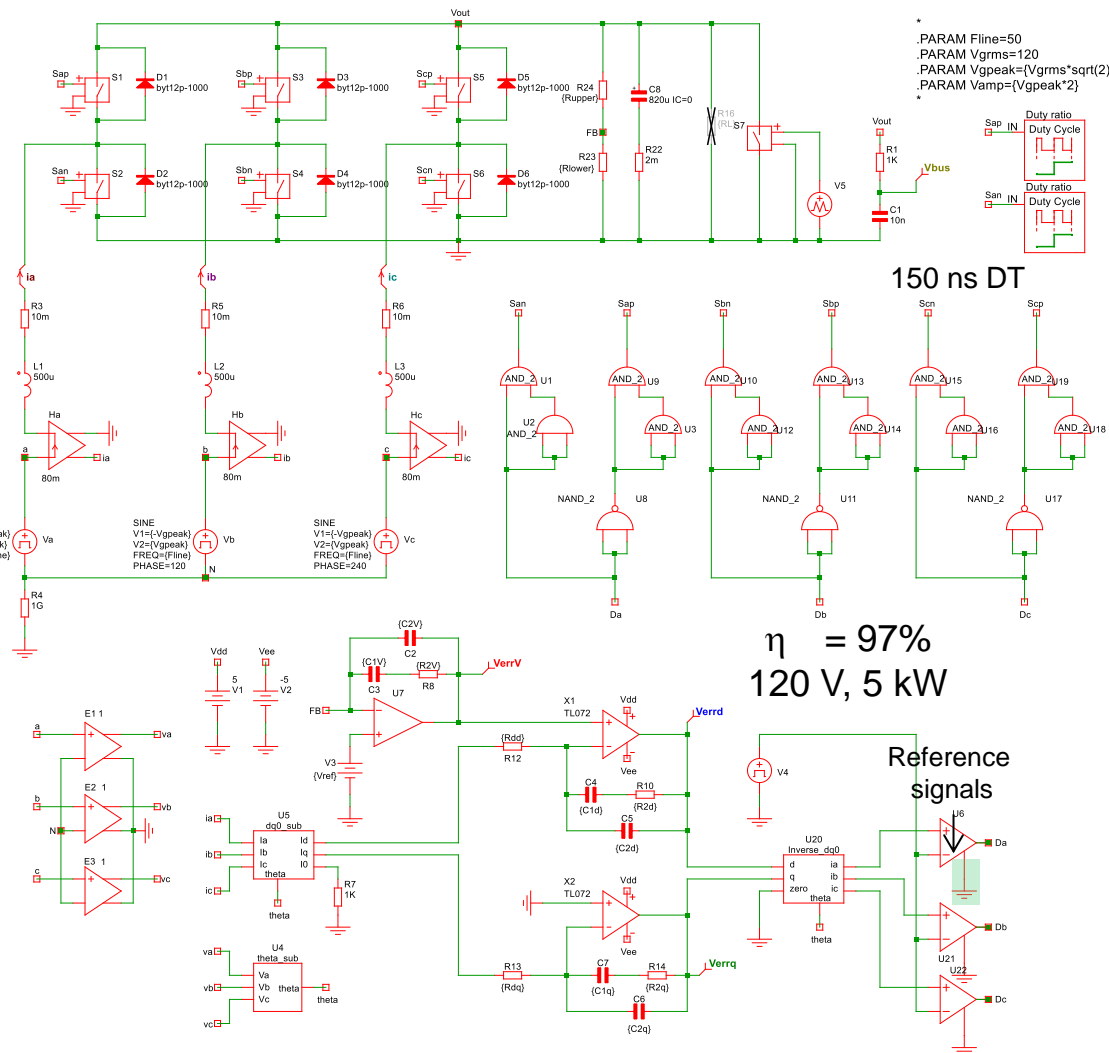 Vout
*
.PARAM Fline=50
.PARAM Vgrms=120
.PARAM Vgpeak={Vgrms*sqrt(2)
.PARAM Vamp={Vgpeak*2}
*
Sap
S1
D1
byt12p-1000
Sbp
S3
D3
byt12p-1000
Scp
S5
D5
byt12p-1000
R24
{Rupper}
C8
820u IC=0
R16
{RL}
S7
FB
R23
{Rlower}
R22
2m
V5
Vout
R1
1K
Vbus
C1
10n
Sap
IN
Duty ratio
Duty Cycle
San
IN
Duty ratio
Duty Cycle
San
S2
D2
byt12p-1000
Sbn
S4
D4
byt12p-1000
Scn
S6
D6
byt12p-1000
150 ns DT
ia
ib
ic
R3
10m
R5
10m
R6
10m
L1
500u
L2
500u
L3
500u
Ha
Hb
Hc
a
ia
b
ib
c
ic
80m
80m
80m
San
Sap
Sbn
Sbp
Scn
Scp
AND_2
U1
AND_2
U9
AND_2
U10
AND_2
U13
AND_2
U15
AND_2
U19
U2
AND_2
AND_2
U3
AND_2
U12
AND_2
U14
AND_2
U16
AND_2
U18
NAND_2
U8
NAND_2
U11
NAND_2
U17
Da
Db
Dc
Va
SINE
V1={-Vgpeak}
V2={Vgpeak}
FREQ={Fline}
PHASE=120
Vb
SINE
V1={-Vgpeak}
V2={Vgpeak}
FREQ={Fline}
PHASE=240
Vc
N
R4
1G
η = 97%
120 V, 5 kW
Vdd
5
V1
Vee
-5
V2
{C2V}
C2
{C1V}
C3
{R2V}
R8
VerrV
U7
FB
V3
{Vref}
X1
TL072
Vdd
Vee
Verrd
{Rdd}
R12
C4
{C1d}
R10
{R2d}
C5
{C2d}
V4
Reference
signals
U6
Da
E1 1
a
va
E2 1
b
vb
N
E3 1
c
vc
U5
dq0_sub
ia
ib
ic
Ia
Ib
Ic
Id
Iq
I0
theta
theta
R7
1K
X2
TL072
Vdd
Vee
Verrq
R13
{Rdq}
C7
{C1q}
R14
{R2q}
C6
{C2q}
U20
Inverse_dq0
d
q
zero
ia
ib
ic
theta
theta
Db
U21
U22
Dc
U4
theta_sub
va
vb
vc
Va
Vb
Vc
theta
theta